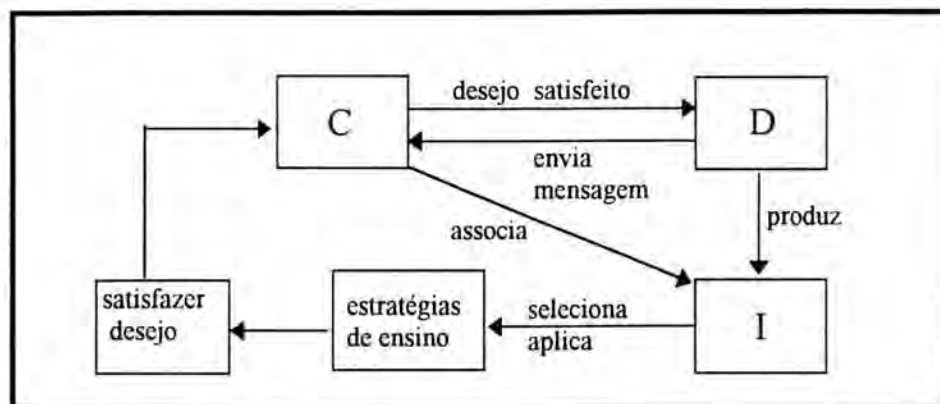 desejo satisfeito
C
D
envia
mensagem
produz
associa
satisfazer
desejo
estratégias
de ensino
seleciona
aplica
I